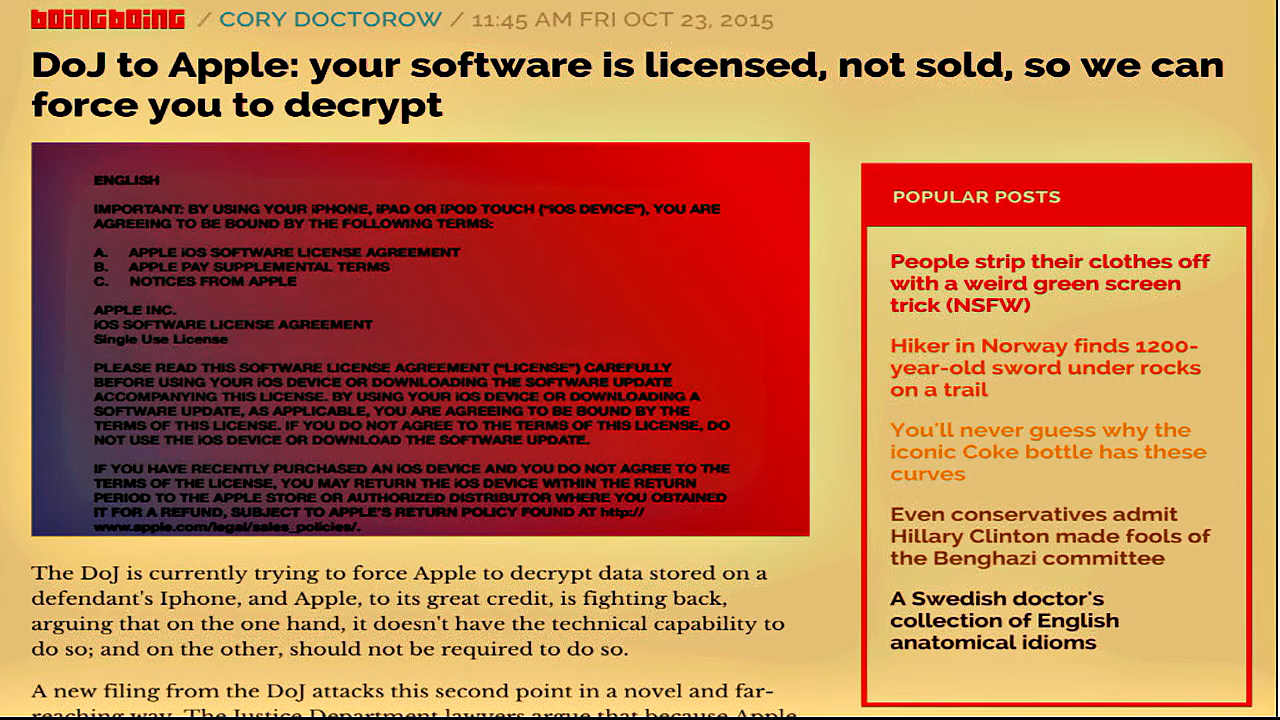 boingboing / CORY DOCTOROW / 11:45 AM FRI OCT 23, 2015
DoJ to Apple: your software is licensed, not sold, so we can
force you to decrypt
ENGLISH
IMPORTANT: BY USING YOUR iPHONE, iPAD OR iPOD TOUCH (“iOS DEVICE”), YOU ARE
AGREEING TO BE BOUND BY THE FOLLOWING TERMS:
A. APPLE iOS SOFTWARE LICENSE AGREEMENT
B. APPLE PAY SUPPLEMENTAL TERMS
C. NOTICES FROM APPLE
APPLE INC.
iOS SOFTWARE LICENSE AGREEMENT
Single Use License
PLEASE READ THIS SOFTWARE LICENSE AGREEMENT (“LICENSE”) CAREFULLY
BEFORE USING YOUR iOS DEVICE OR DOWNLOADING THE SOFTWARE UPDATE
ACCOMPANYING THIS LICENSE. BY USING YOUR iOS DEVICE OR DOWNLOADING A
SOFTWARE UPDATE, AS APPLICABLE, YOU ARE AGREEING TO BE BOUND BY THE
TERMS OF THIS LICENSE. IF YOU DO NOT AGREE TO THE TERMS OF THIS LICENSE, DO
NOT USE THE iOS DEVICE OR DOWNLOAD THE SOFTWARE UPDATE.
IF YOU HAVE RECENTLY PURCHASED AN iOS DEVICE AND YOU DO NOT AGREE TO THE
TERMS OF THE LICENSE, YOU MAY RETURN THE iOS DEVICE WITHIN THE RETURN
PERIOD TO THE APPLE STORE OR AUTHORIZED DISTRIBUTOR WHERE YOU OBTAINED
IT FOR A REFUND, SUBJECT TO APPLE’S RETURN POLICY FOUND AT http://
www.apple.com/legal/sales_policies/.
The DoJ is currently trying to force Apple to decrypt data stored on a
defendant's Iphone, and Apple, to its great credit, is fighting back,
arguing that on the one hand, it doesn't have the technical capability to
do so; and on the other, should not be required to do so.
A new filing from the DoJ attacks this second point in a novel and far-
reaching way. The Justice Department lawyers argue that because Apple
POPULAR POSTS
People strip their clothes off
with a weird green screen
trick (NSFW)
Hiker in Norway finds 1200-
year-old sword under rocks
on a trail
You'll never guess why the
iconic Coke bottle has these
curves
Even conservatives admit
Hillary Clinton made fools of
the Benghazi committee
A Swedish doctor's
collection of English
anatomical idioms